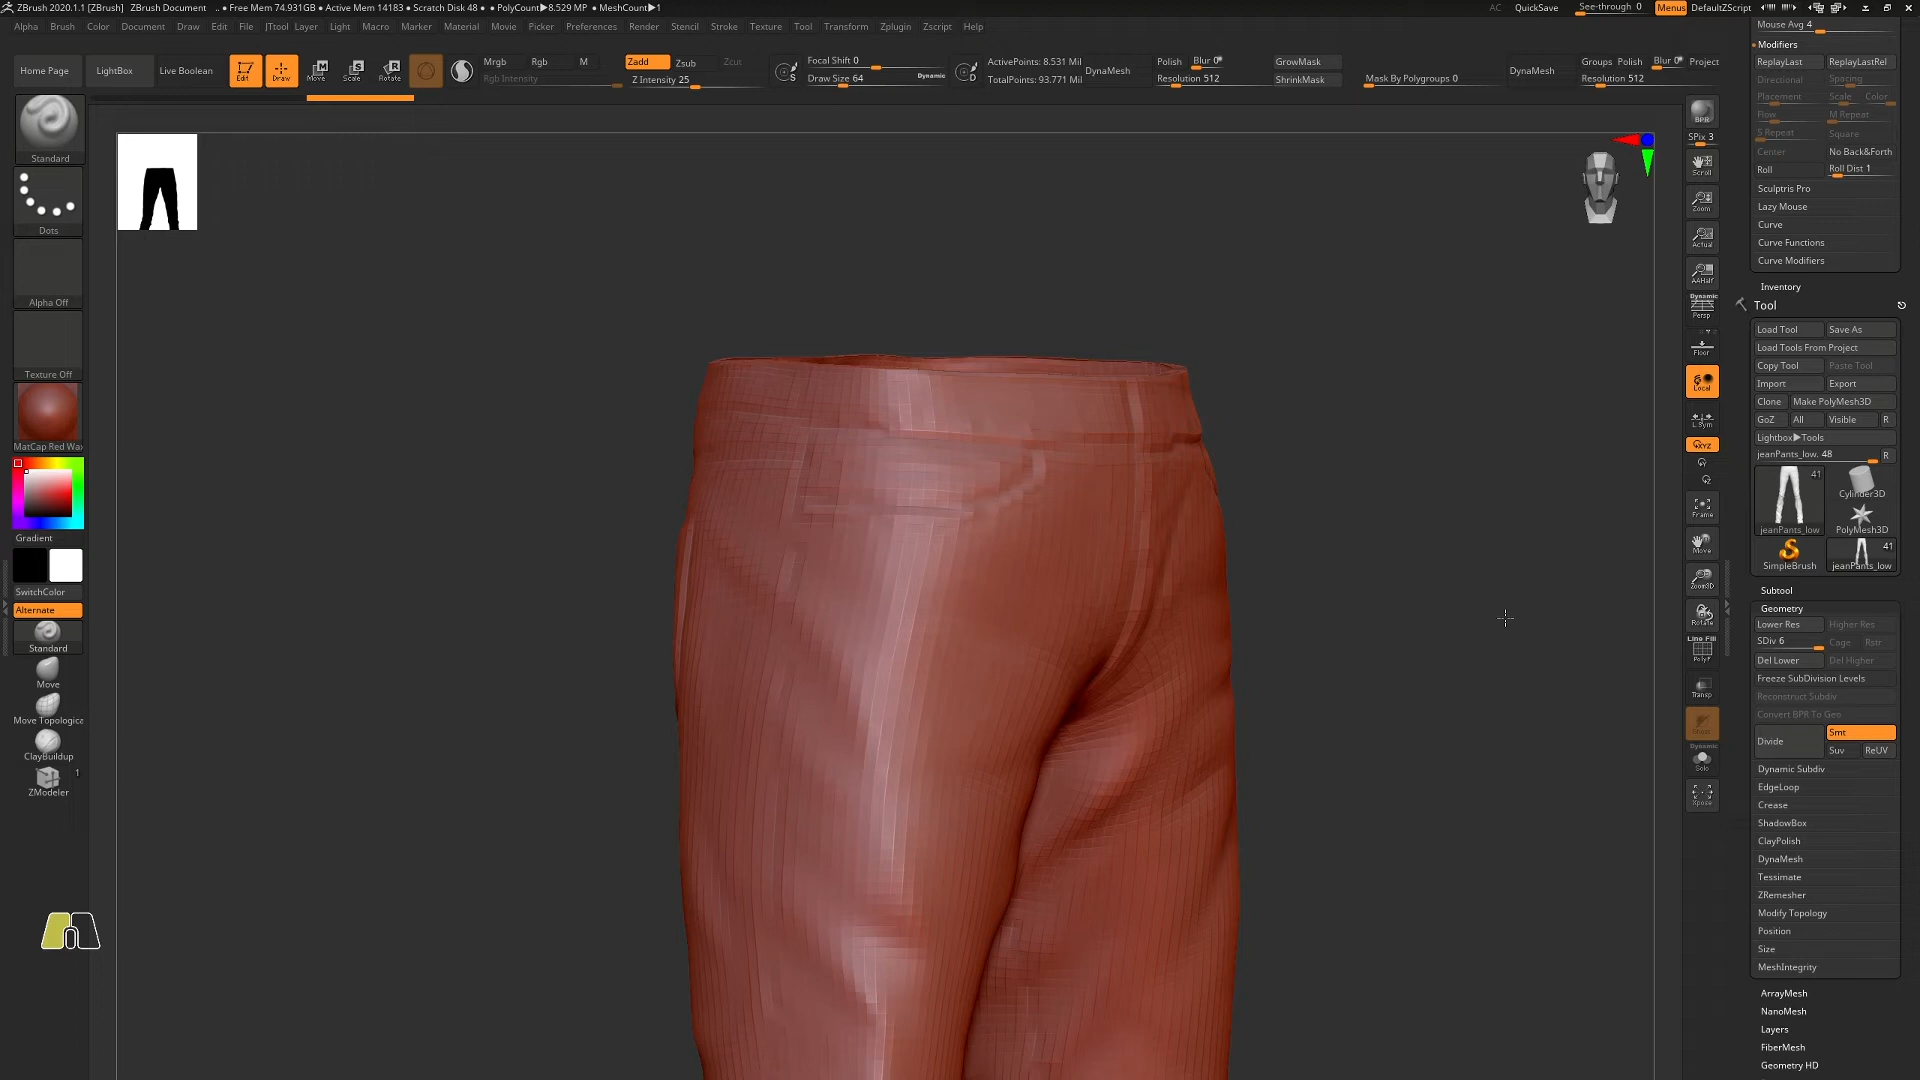 ZBrush 2020.1.1 [ZBrush] ZBrush Document .. • Free Mem 74.931GB • Active Mem 14183 • Scratch Disk 48 • • PolyCount▶8.529 MP • MeshCount▶1 AC QuickSave See-through 0 Menus DefaultZScript
Alpha Brush Color Document Draw Edit File JTool Layer Light Macro Marker Material Movie Picker Preferences Render Stencil Stroke Texture Tool Transform Zplugin Zscript Help
Mouse Avg 4
Modifiers
Home Page LightBox Live Boolean Edit Draw Move Scale Rotate
Mrgb Rgb M
Rgb Intensity
Zadd Zsub Zcut
Z Intensity 25
S
Focal Shift 0
Draw Size 64 Dynamic
D
ActivePoints: 8.531 Mil
TotalPoints: 93.771 Mil
DynaMesh
Polish Blur 0
Resolution 512
GrowMask
ShrinkMask
Mask By Polygroups 0
DynaMesh
Groups Polish Blur 0 Project
Resolution 512
Standard
Dots
Alpha Off
Texture Off
MatCap Red Wax
Gradient
SwitchColor
Alternate
Standard
Move
Move Topologica
ClayBuildup
1
ZModeler
BPR
SPix 3
Scroll
Zoom
Actual
AAHalf
Dynamic
Persp
Floor
Local
L.Sym
XYZ
Frame
Move
Zoom3D
Rotate
Line Fill
PolyF
Transp
Ghost
Dynamic
Solo
Xpose
ReplayLast ReplayLastRel
Directional Spacing
Placement Scale Color
Flow M Repeat
S Repeat Square
Center No Back&Forth
Roll Roll Dist 1
Sculptris Pro
Lazy Mouse
Curve
Curve Functions
Curve Modifiers
Inventory
Tool
Load Tool Save As
Load Tools From Project
Copy Tool Paste Tool
Import Export
Clone Make PolyMesh3D
GoZ All Visible R
Lightbox▶Tools
jeanPants_low. 48 R
41
Cylinder3D
jeanPants_low PolyMesh3D
41
SimpleBrush jeanPants_low
Subtool
Geometry
Lower Res Higher Res
SDiv 6 Cage Rstr
Del Lower Del Higher
Freeze SubDivision Levels
Reconstruct Subdiv
Convert BPR To Geo
Divide Smt
Suv ReUV
Dynamic Subdiv
EdgeLoop
Crease
ShadowBox
ClayPolish
DynaMesh
Tessimate
ZRemesher
Modify Topology
Position
Size
MeshIntegrity
ArrayMesh
NanoMesh
Layers
FiberMesh
Geometry HD